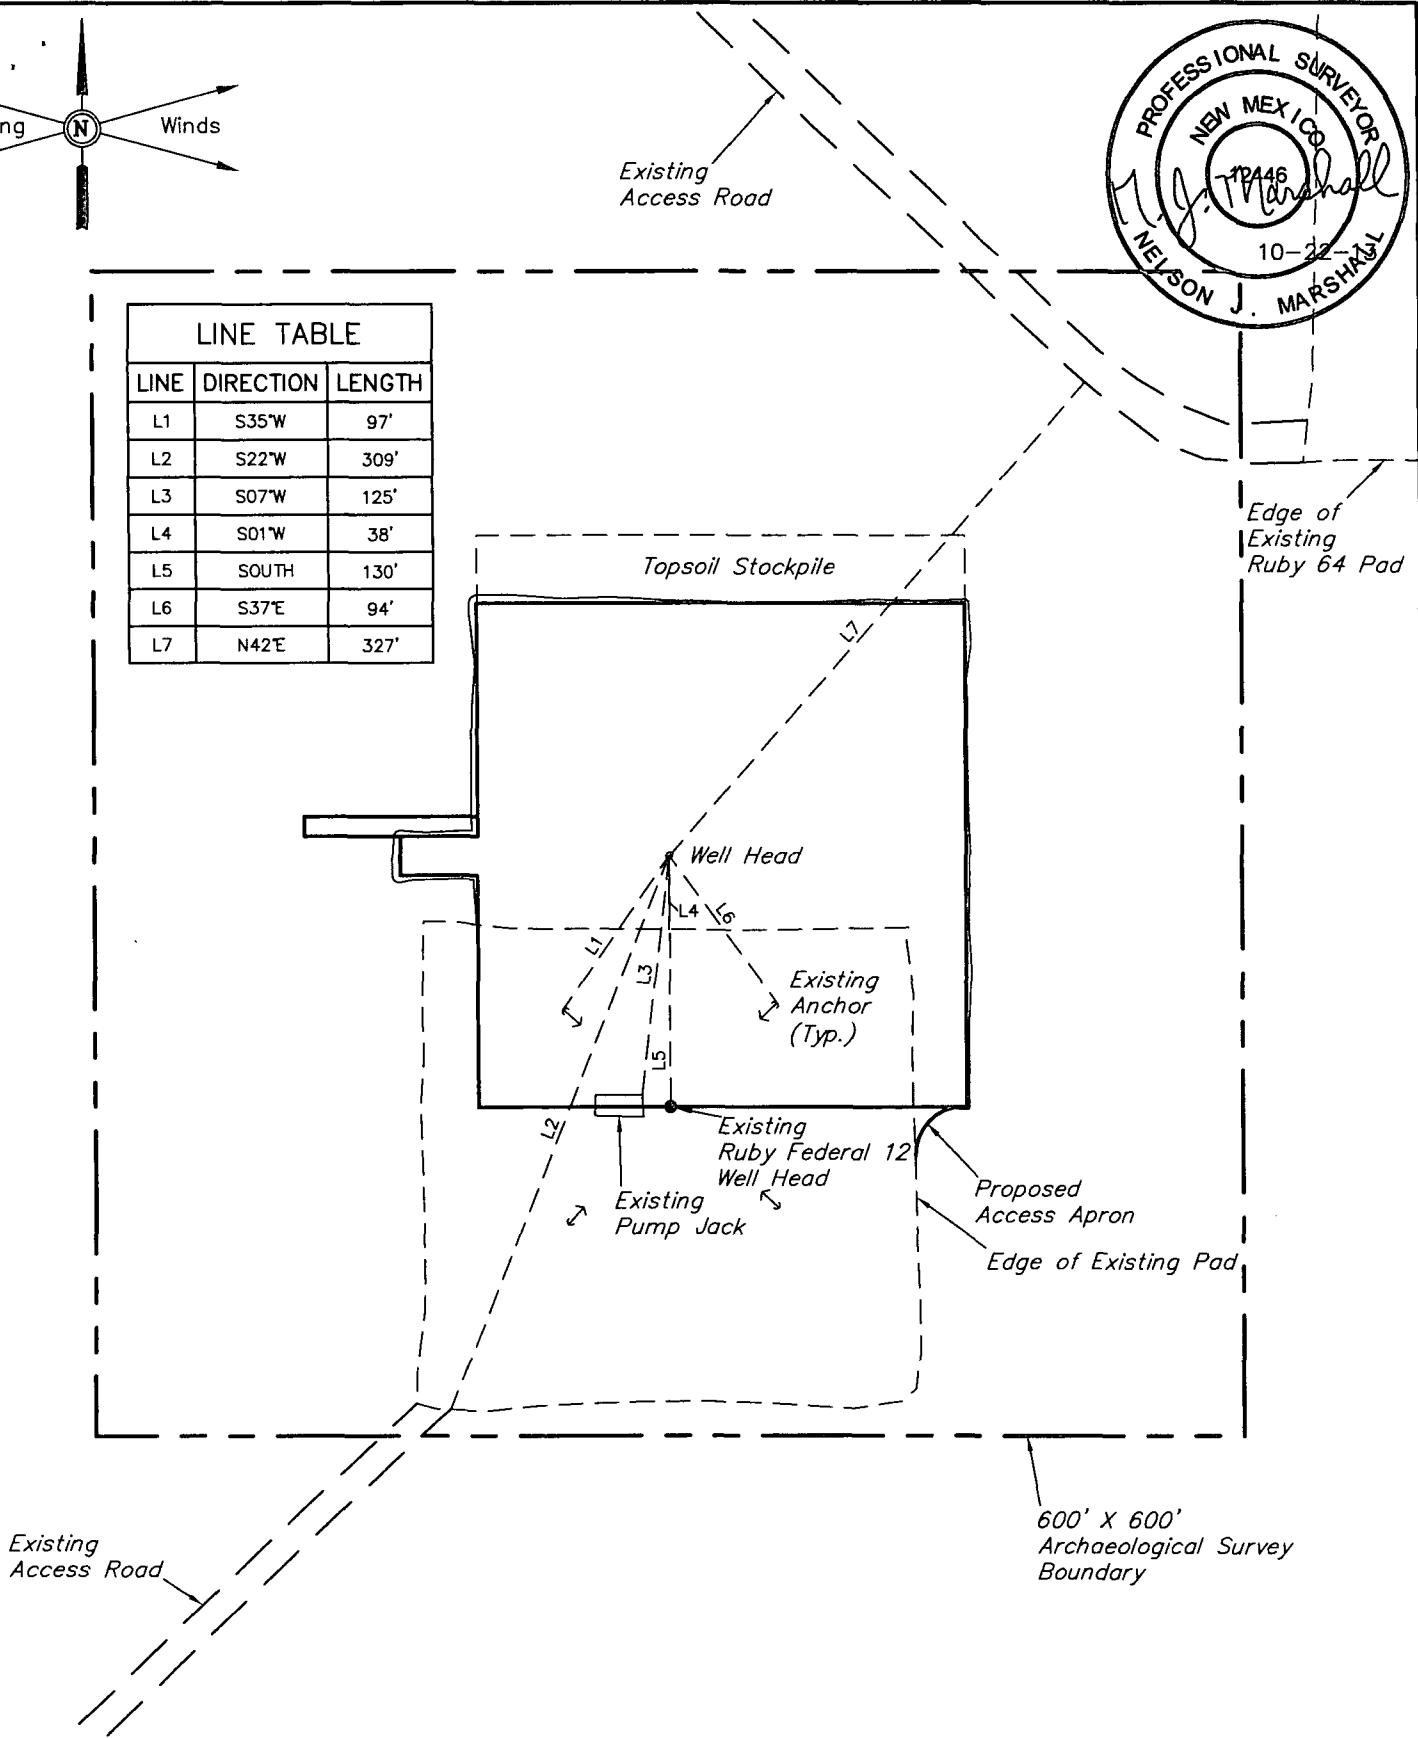 ng
N
Winds
Existing
Access Road
PROFESSIONAL SURVEYOR
NEW MEXICO
12446
N. J. Marshall
10-22-13
NELSON J. MARSHALL
LINE TABLE
LINE DIRECTION LENGTH
L1 S35°W 97'
L2 S22°W 309'
L3 S07°W 125'
L4 S01°W 38'
L5 SOUTH 130'
L6 S37°E 94'
L7 N42°E 327'
Edge of
Existing
Ruby 64 Pad
Topsoil Stockpile
L7
Well Head
L4
L6
L1
L3
Existing
Anchor
(Typ.)
L5
L2
Existing
Ruby Federal 12
Well Head
Existing
Pump Jack
Proposed
Access Apron
Edge of Existing Pad
600' X 600'
Archaeological Survey
Boundary
Existing
Access Road